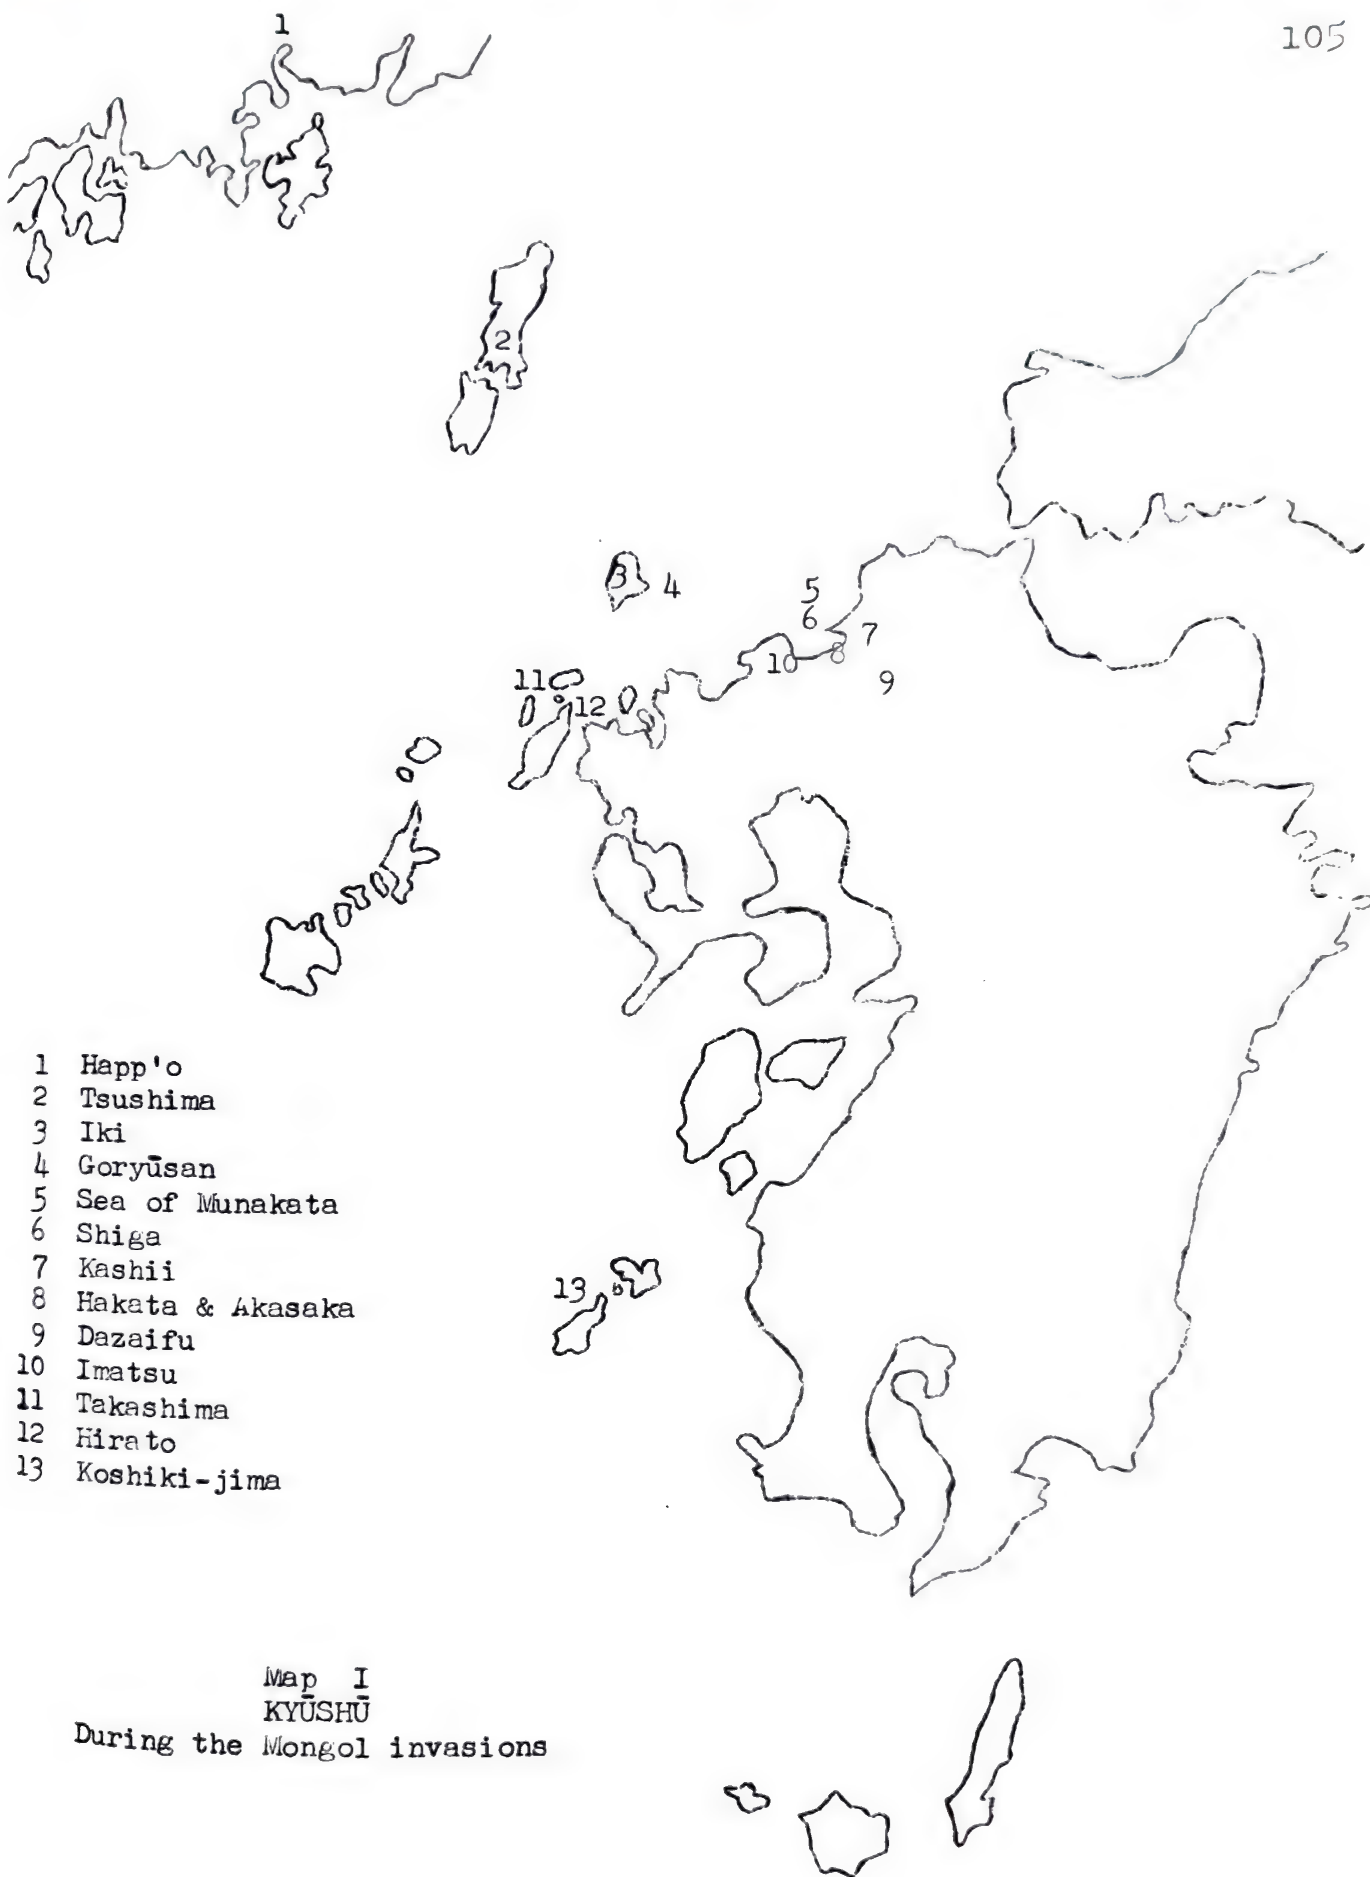 105
1
2
3
4
5
6
7
8
9
10
11
12
13
1 Happ'o
2 Tsushima
3 Iki
4 Goryūsan
5 Sea of Munakata
6 Shiga
7 Kashii
8 Hakata & Akasaka
9 Dazaifu
10 Imatsu
11 Takashima
12 Hirato
13 Koshiki-jima
Map I
KYŪSHŪ
During the Mongol invasions